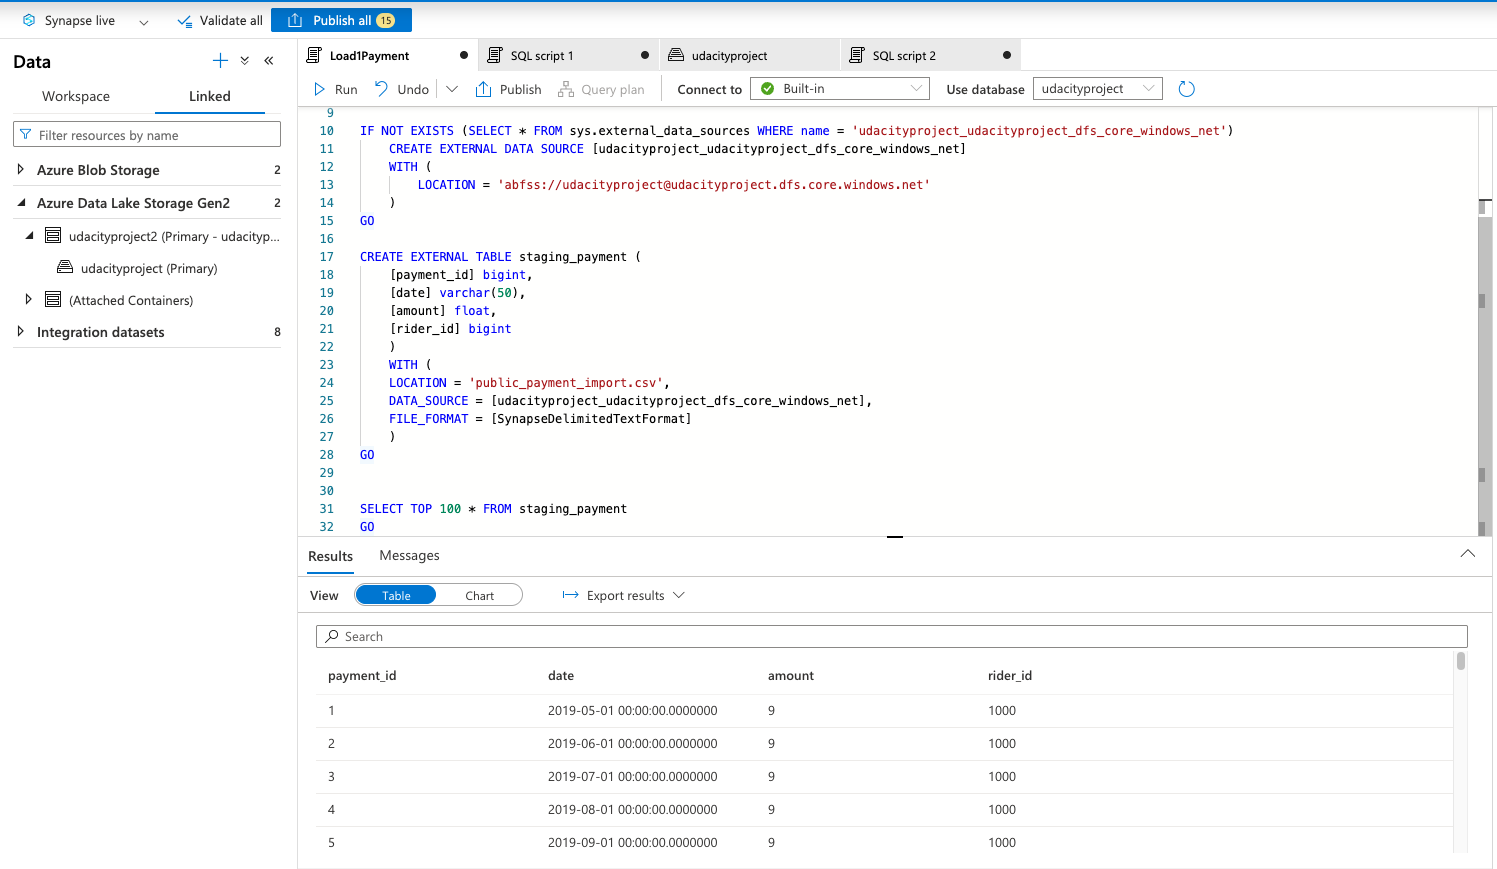 Synapse live
Validate all
Publish all 15
Data
Workspace
Linked
Filter resources by name
Azure Blob Storage 2
Azure Data Lake Storage Gen2 2
udacityproject2 (Primary - udacityp...
udacityproject (Primary)
(Attached Containers)
Integration datasets 8
Load1Payment
SQL script 1
udacityproject
SQL script 2
Run
Undo
Publish
Query plan
Connect to
Built-in
Use database
udacityproject
9
10 IF NOT EXISTS (SELECT * FROM sys.external_data_sources WHERE name = 'udacityproject_udacityproject_dfs_core_windows_net')
11 CREATE EXTERNAL DATA SOURCE [udacityproject_udacityproject_dfs_core_windows_net]
12 WITH (
13 LOCATION = 'abfss://udacityproject@udacityproject.dfs.core.windows.net'
14 )
15 GO
16
17 CREATE EXTERNAL TABLE staging_payment (
18 [payment_id] bigint,
19 [date] varchar(50),
20 [amount] float,
21 [rider_id] bigint
22 )
23 WITH (
24 LOCATION = 'public_payment_import.csv',
25 DATA_SOURCE = [udacityproject_udacityproject_dfs_core_windows_net],
26 FILE_FORMAT = [SynapseDelimitedTextFormat]
27 )
28 GO
29
30
31 SELECT TOP 100 * FROM staging_payment
32 GO
Results
Messages
View
Table
Chart
Export results
Search
payment_id date amount rider_id
1 2019-05-01 00:00:00.0000000 9 1000
2 2019-06-01 00:00:00.0000000 9 1000
3 2019-07-01 00:00:00.0000000 9 1000
4 2019-08-01 00:00:00.0000000 9 1000
5 2019-09-01 00:00:00.0000000 9 1000